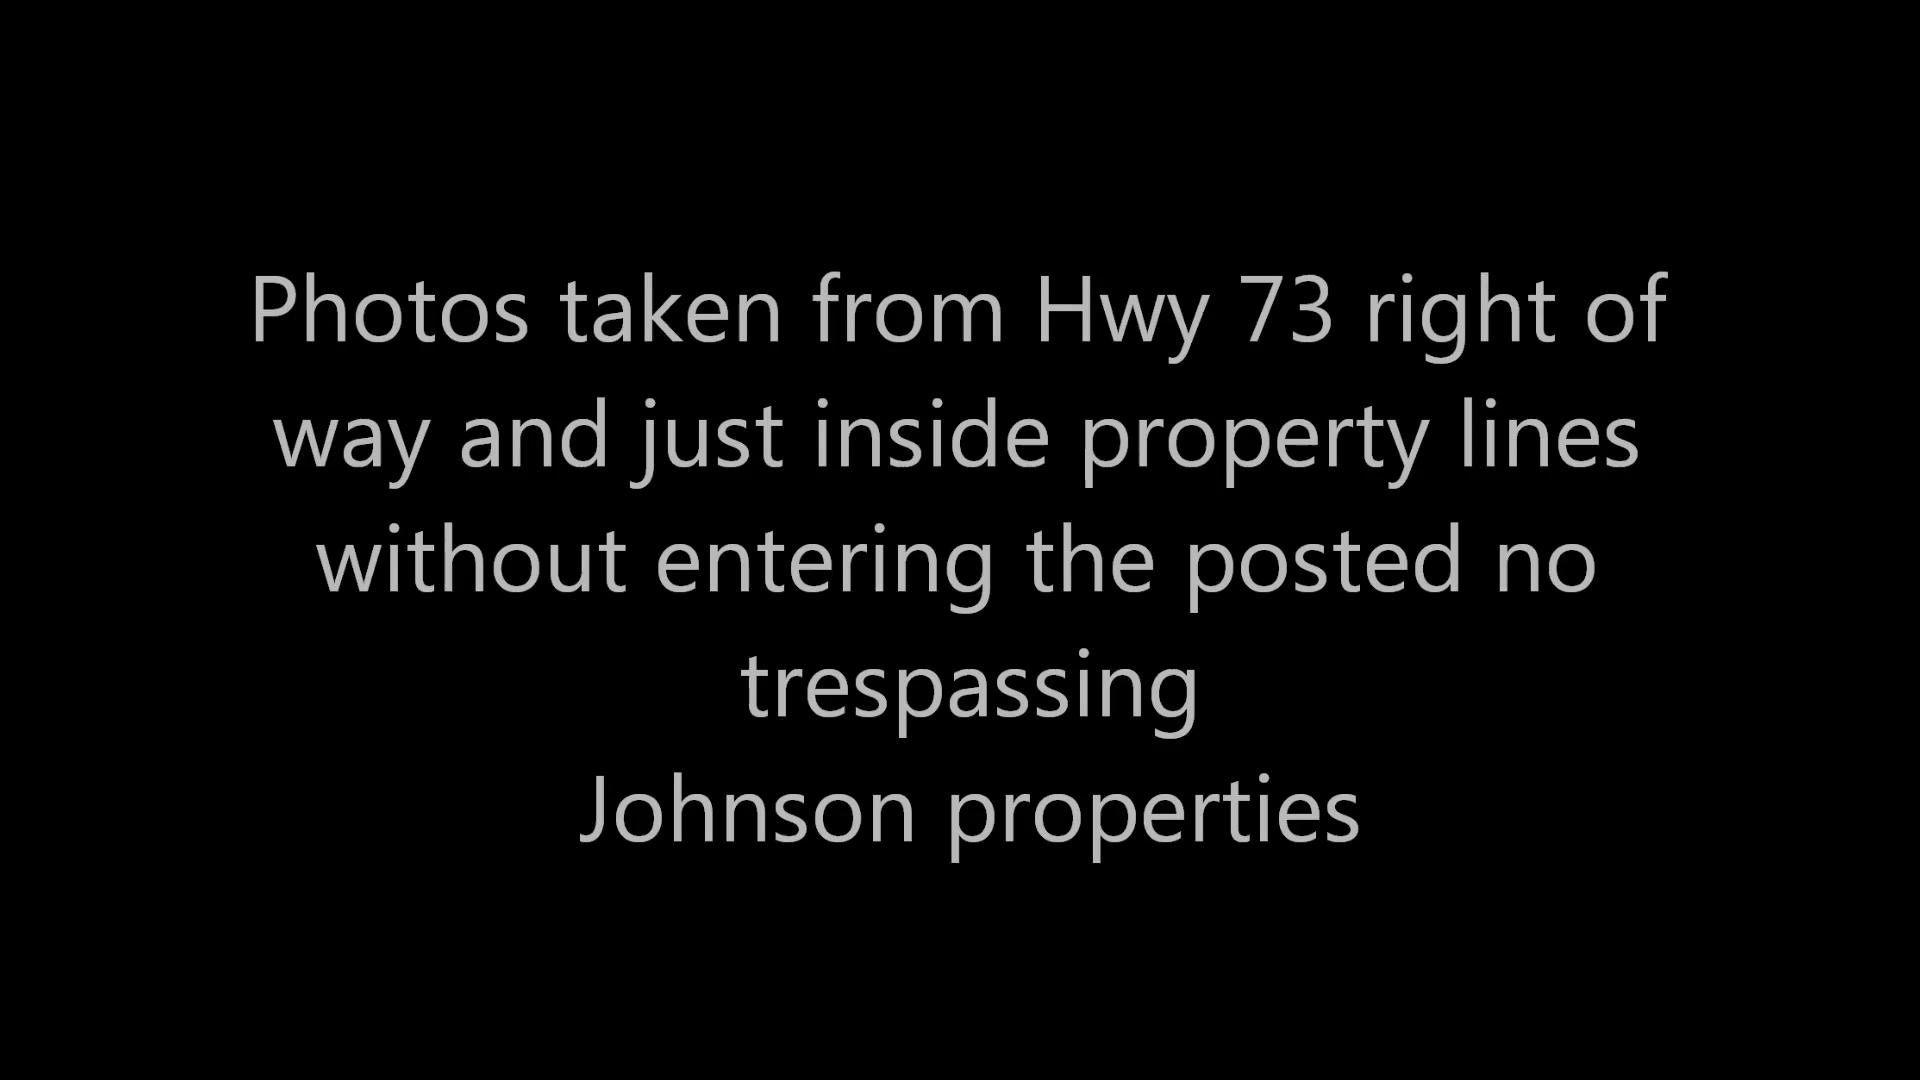 Photos taken from Hwy 73 right of
way and just inside property lines
without entering the posted no
trespassing
Johnson properties